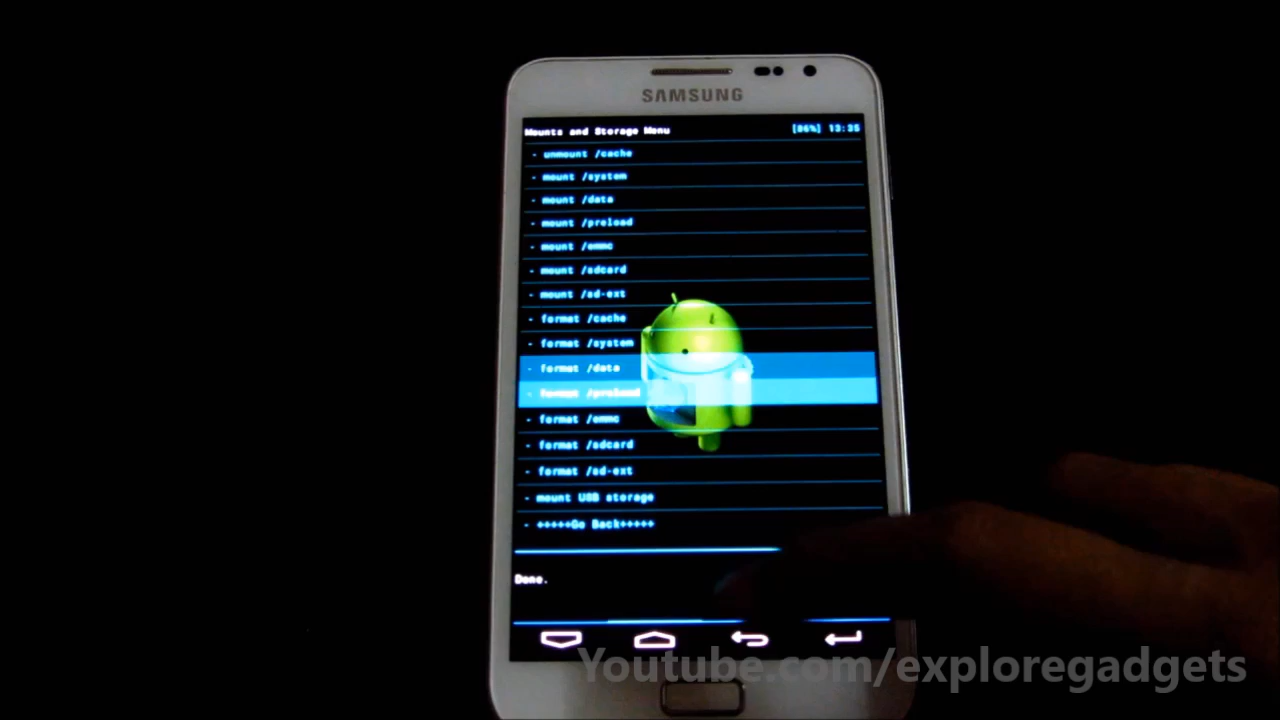 SAMSUNG
Mounts and Storage Menu [86%] 13:35
- unmount /cache
- mount /system
- mount /data
- mount /preload
- mount /emmc
- mount /sdcard
- mount /sd-ext
- format /cache
- format /system
- format /data
- format /preload
- format /emmc
- format /sdcard
- format /sd-ext
- mount USB storage
- +++++Go Back+++++
Done.
Youtube.com/exploregadgets